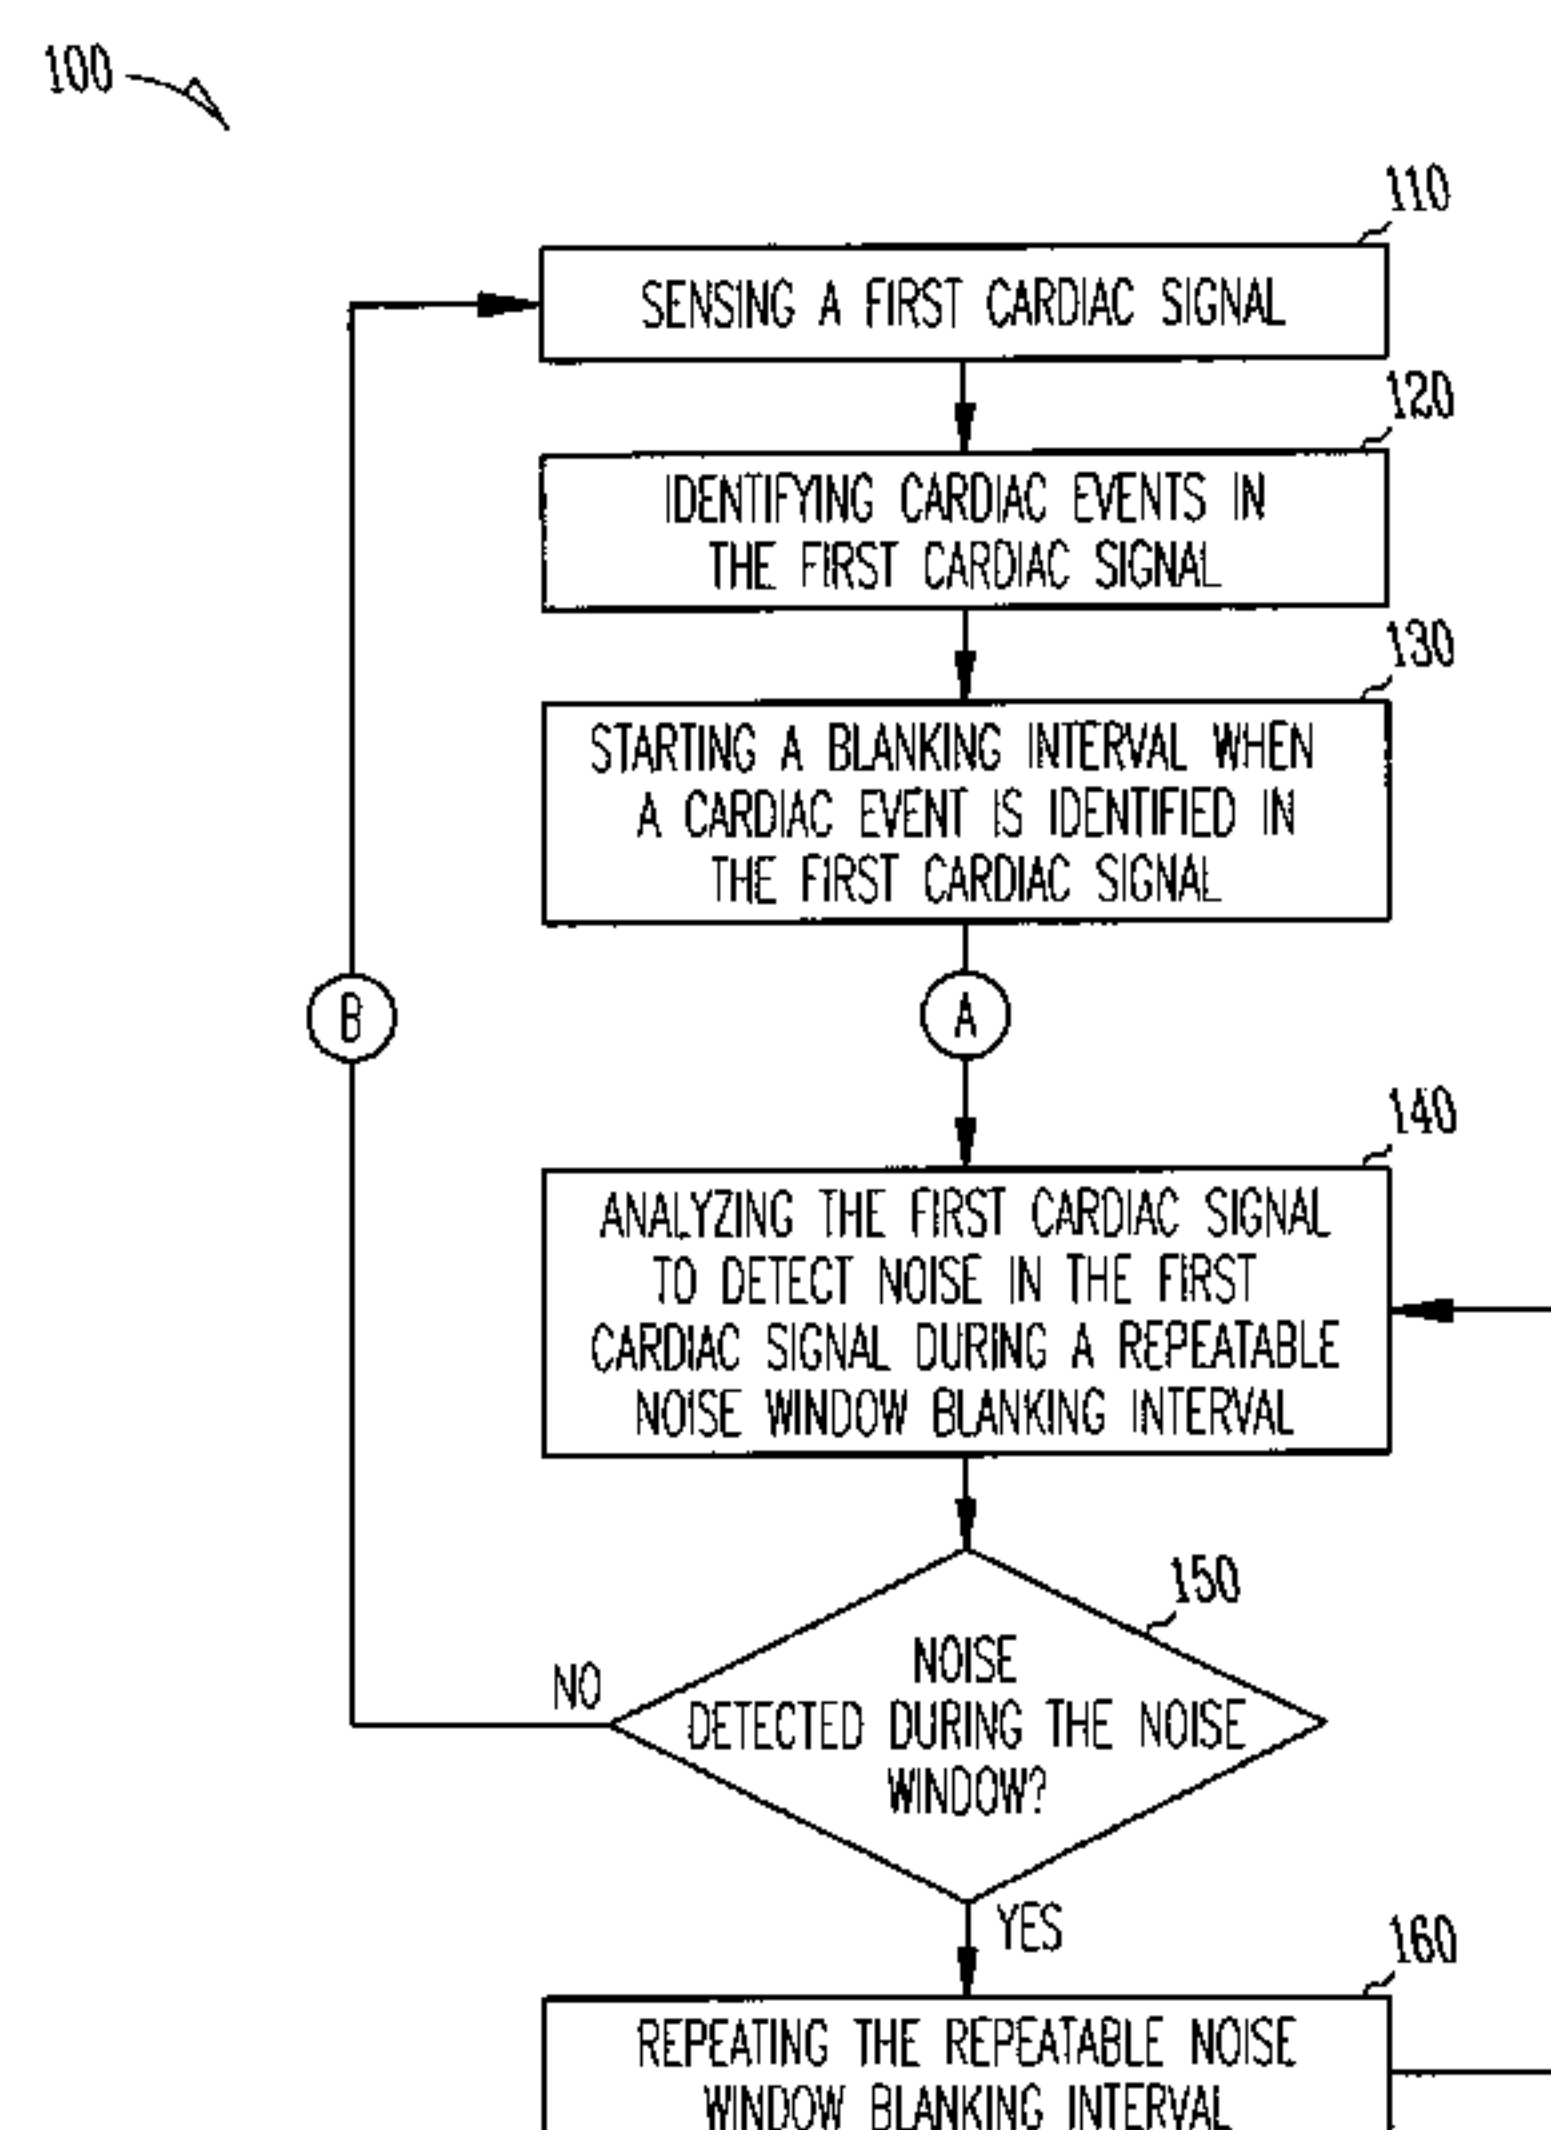 100
110
SENSING A FIRST CARDIAC SIGNAL
120
IDENTIFYING CARDIAC EVENTS IN
THE FIRST CARDIAC SIGNAL
130
STARTING A BLANKING INTERVAL WHEN
A CARDIAC EVENT IS IDENTIFIED IN
THE FIRST CARDIAC SIGNAL
B
A
140
ANALYZING THE FIRST CARDIAC SIGNAL
TO DETECT NOISE IN THE FIRST
CARDIAC SIGNAL DURING A REPEATABLE
NOISE WINDOW BLANKING INTERVAL
150
NOISE
DETECTED DURING THE NOISE
WINDOW?
NO
YES
160
REPEATING THE REPEATABLE NOISE
WINDOW BLANKING INTERVAL